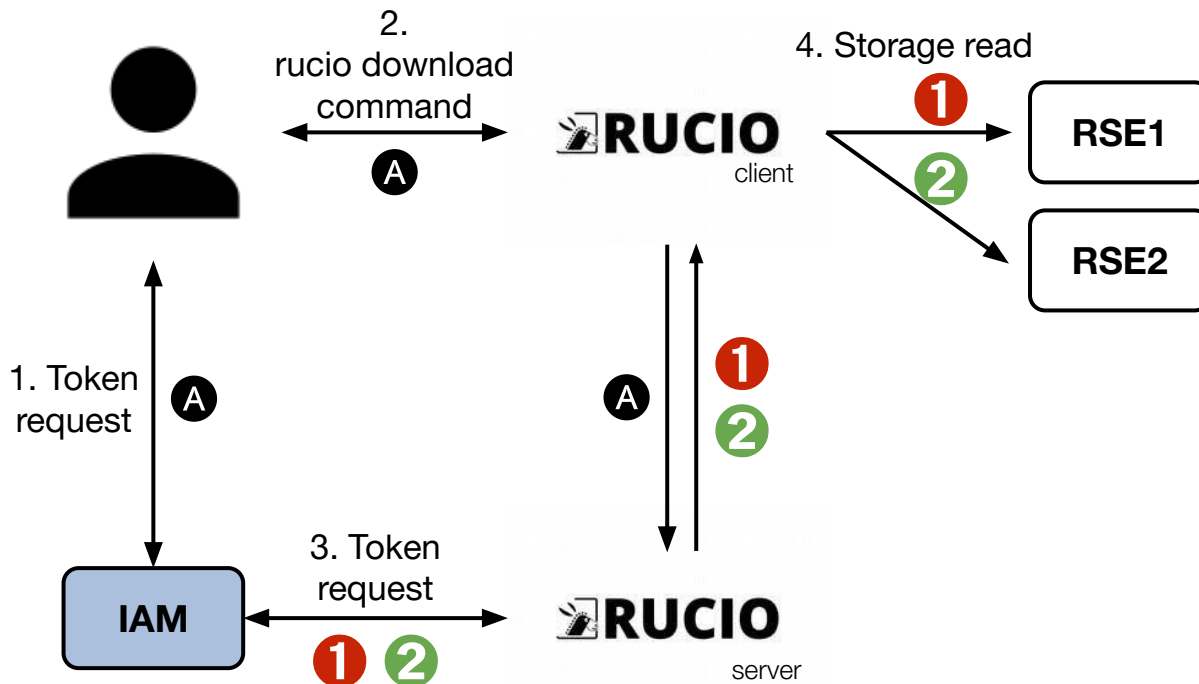 2.
rucio download
command
A
4. Storage read
1
2
RSE1
RSE2
RUCIO
client
1. Token
request
A
A
1
2
3. Token
request
1 2
IAM
RUCIO
server